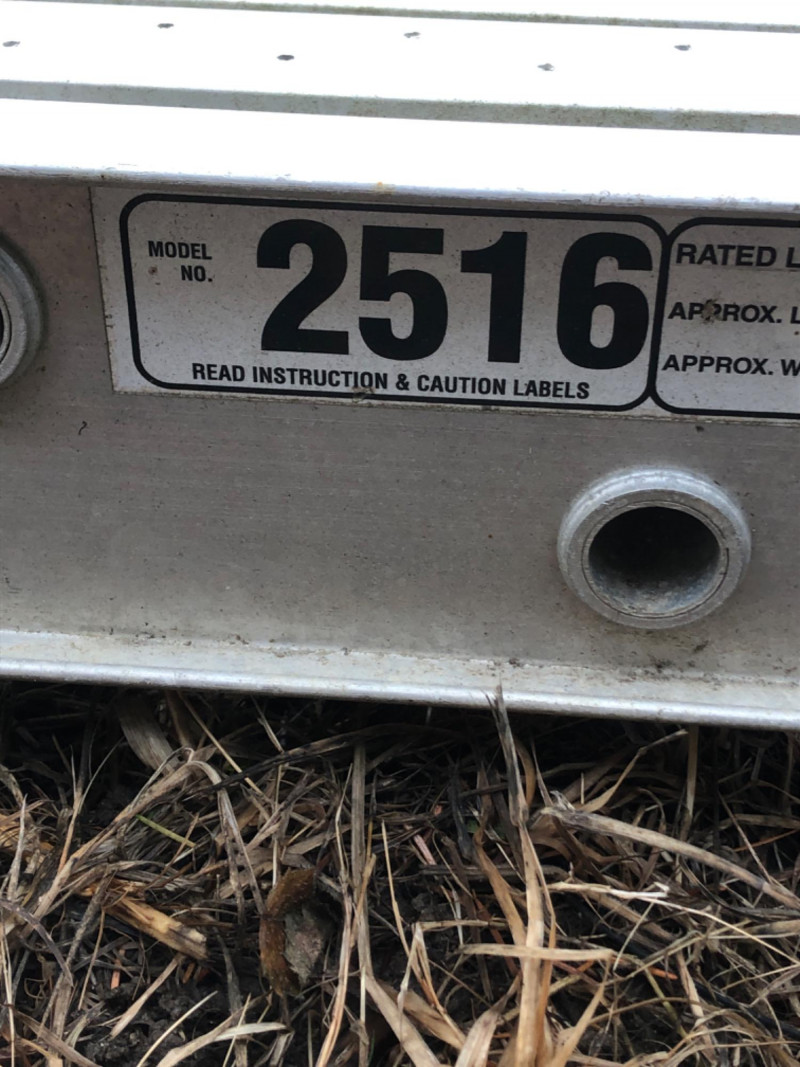 MODEL
NO.
2516
READ INSTRUCTION & CAUTION LABELS
RATED L
APPROX. L
APPROX. W